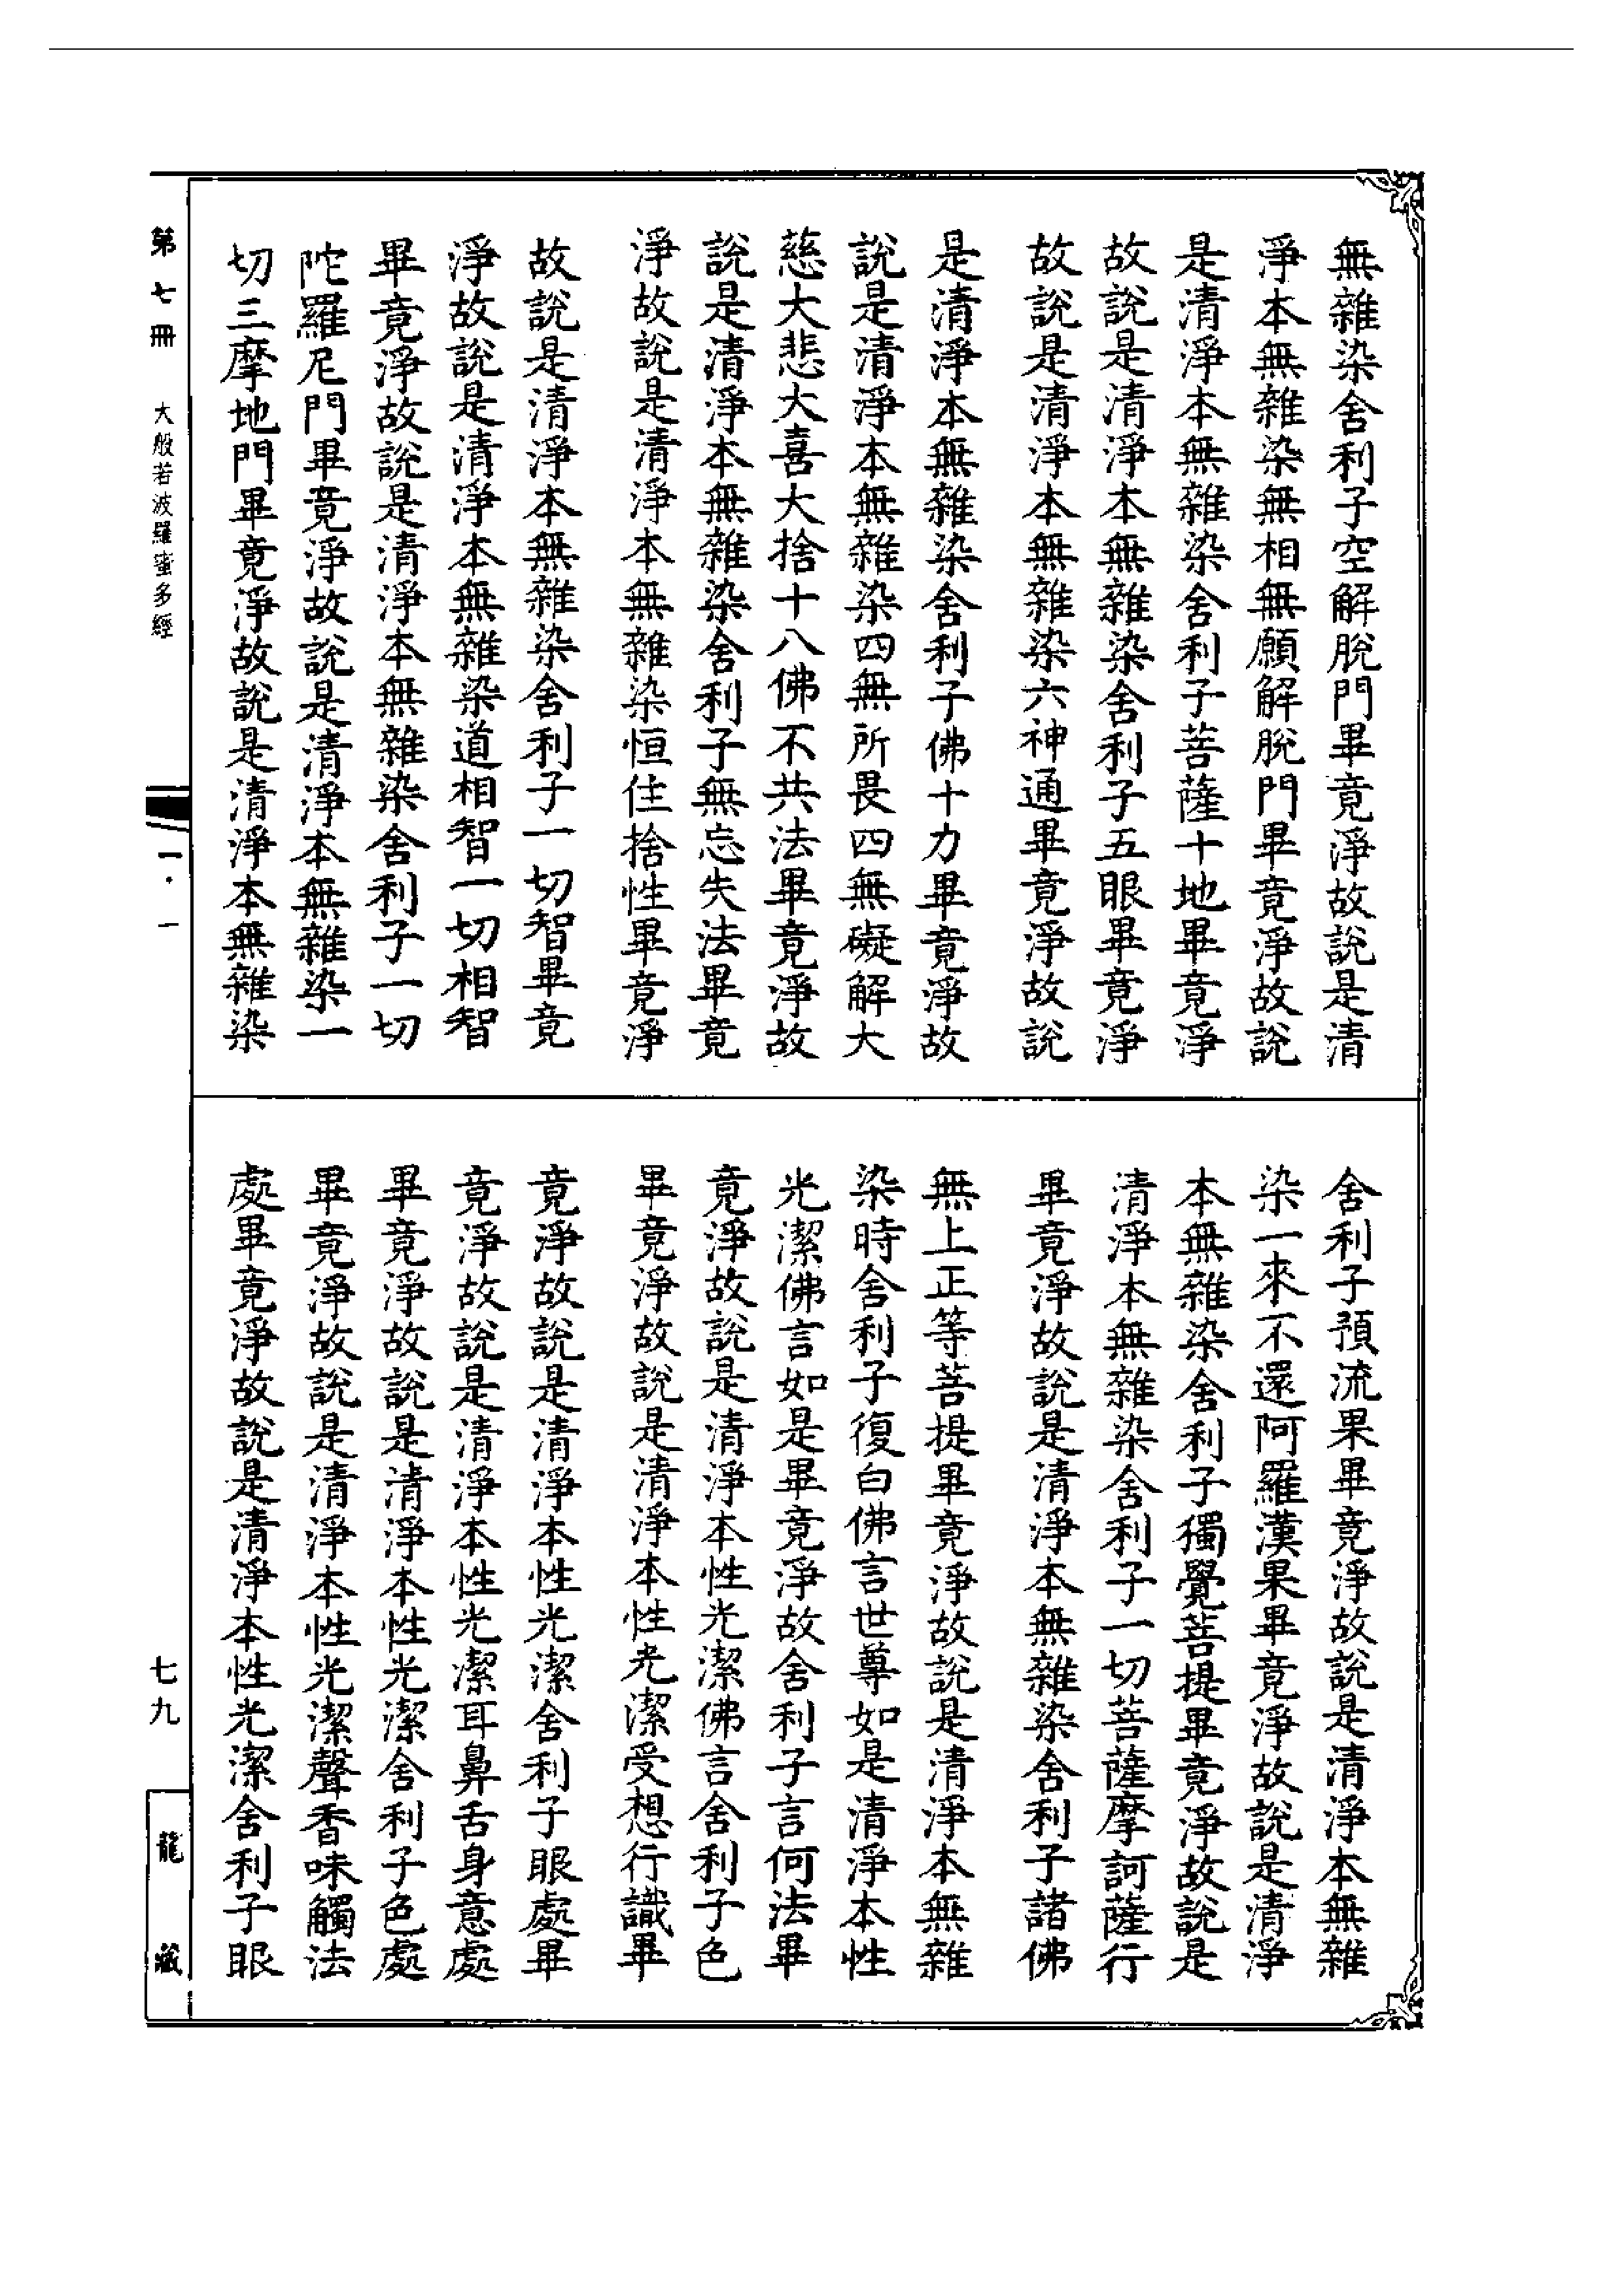 無雜染舍利子空解脫門畢竟淨故說是清
淨本無雜染無相無願解脫門畢竟淨故說
是清淨本無雜染舍利子菩薩十地畢竟淨
故說是清淨本無雜染舍利子五眼畢竟淨
故說是清淨本無雜染六神通畢竟淨故說
是清淨本無雜染舍利子佛十力畢竟淨故
說是清淨本無雜染四無所畏四無礙解大
慈大悲大喜大捨十八佛不共法畢竟淨故
說是清淨本無雜染舍利子無忘失法畢竟
淨故說是清淨本無雜染恒住捨性畢竟淨
故說是清淨本無雜染舍利子一切智畢竟
淨故說是清淨本無雜染道相智一切相智
畢竟淨故說是清淨本無雜染舍利子一切
陀羅尼門畢竟淨故說是清淨本無雜染一
切三摩地門畢竟淨故說是清淨本無雜染
舍利子預流果畢竟淨故說是清淨本無雜
染一來不還阿羅漢果畢竟淨故說是清淨
本無雜染舍利子獨覺菩提畢竟淨故說是
清淨本無雜染舍利子一切菩薩摩訶薩行
畢竟淨故說是清淨本無雜染舍利子諸佛
無上正等菩提畢竟淨故說是清淨本無雜
染時舍利子復白佛言世尊如是清淨本性
光潔佛言如是畢竟淨故舍利子言何法畢
竟淨故說是清淨本性光潔佛言舍利子色
畢竟淨故說是清淨本性光潔受想行識畢
竟淨故說是清淨本性光潔舍利子眼處畢
竟淨故說是清淨本性光潔耳鼻舌身意處
畢竟淨故說是清淨本性光潔舍利子色處
畢竟淨故說是清淨本性光潔聲香味觸法
處畢竟淨故說是清淨本性光潔舍利子眼
第七冊 大般若波羅蜜多經
一·一
七九
龍藏